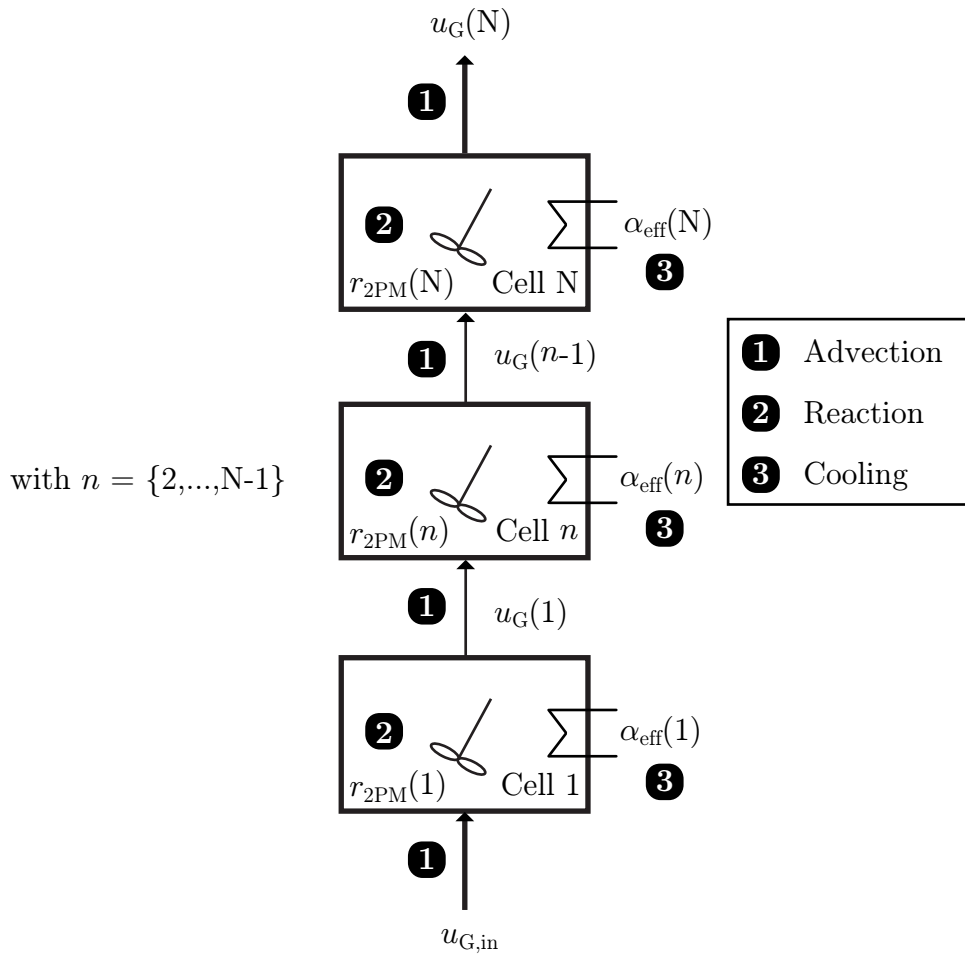 u_G(N)
1
2
α_eff(N)
r_2PM(N) Cell N
3
1 u_G(n-1)
1 Advection
2 Reaction
3 Cooling
with n = {2,...,N-1}
2
α_eff(n)
r_2PM(n) Cell n
3
1 u_G(1)
2
α_eff(1)
r_2PM(1) Cell 1
3
1
u_G,in